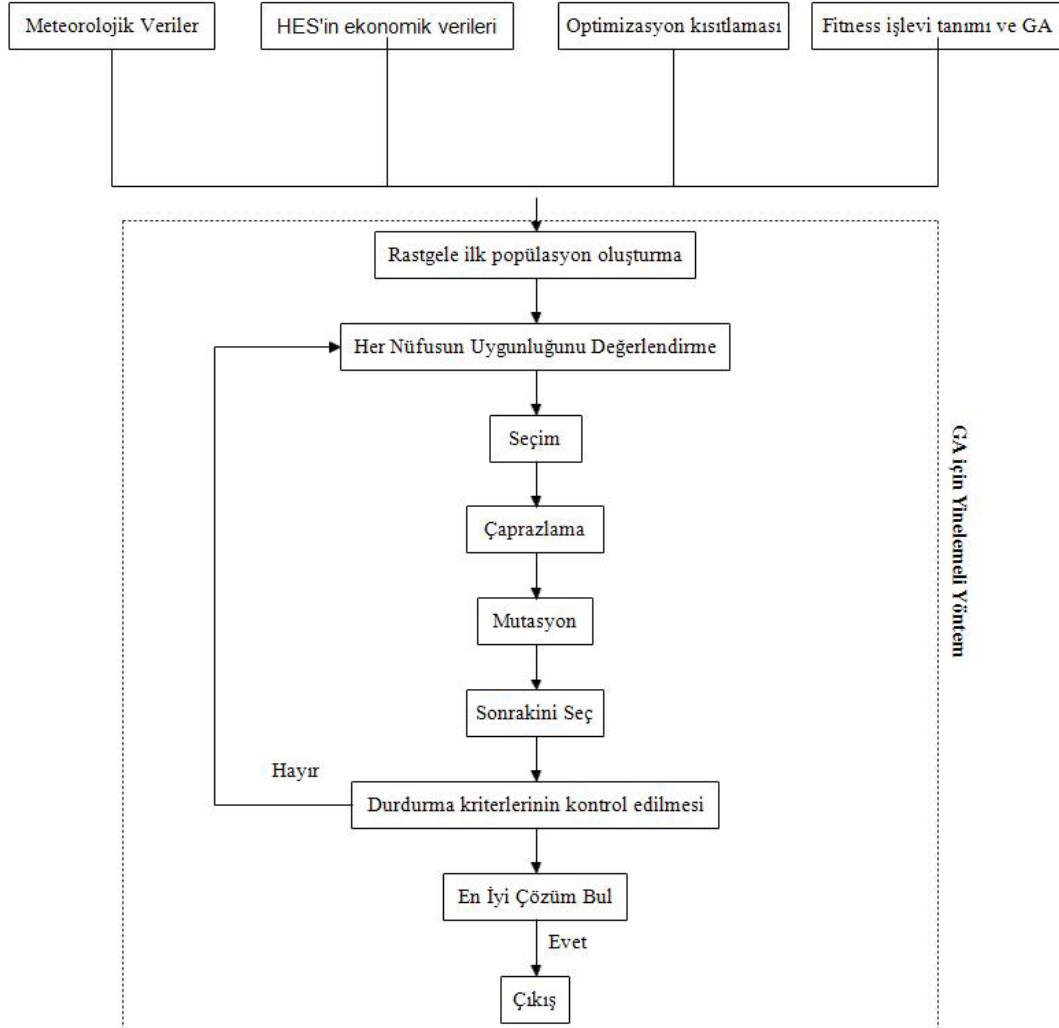 Meteorolojik Veriler
HES'in ekonomik verileri
Optimizasyon kısıtlaması
Fitness işlevi tanımı ve GA
Rastgele ilk popülasyon oluşturma
Her Nüfusun Uygunluğunu Değerlendirme
Seçim
Çaprazlama
Mutasyon
Sonrakini Seç
Hayır
Durdurma kriterlerinin kontrol edilmesi
En İyi Çözüm Bul
Evet
Çıkış
GA için Yinelemeli Yöntem